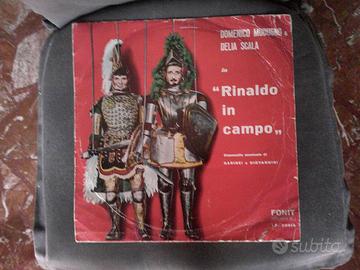 DOMENICO MODUGNO e
DELIA SCALA
in
"Rinaldo
in
campo"
Commedia musicale di
GARINEI e GIOVANNINI
FONIT
subito